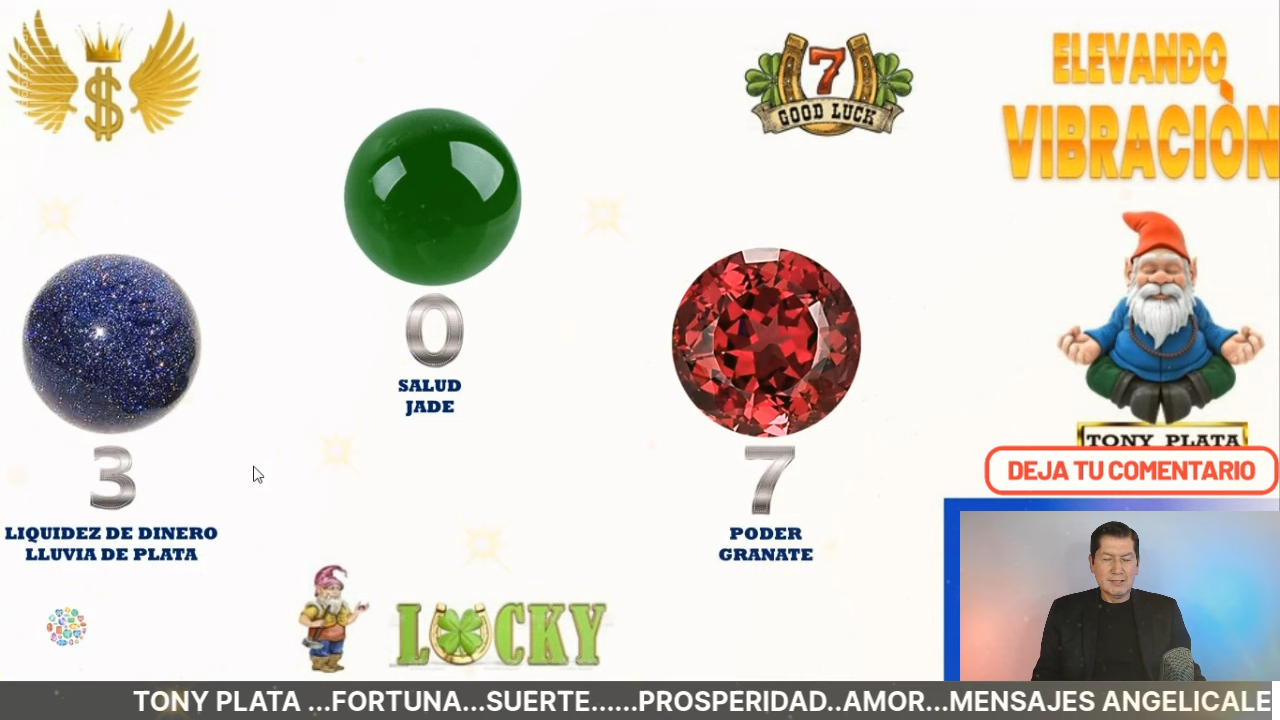 $
7
GOOD LUCK
ELEVANDO
VIBRACIÒN
0
SALUD
JADE
3
LIQUIDEZ DE DINERO
LLUVIA DE PLATA
7
PODER
GRANATE
TONY PLATA
DEJA TU COMENTARIO
LUCKY
TONY PLATA ...FORTUNA...SUERTE......PROSPERIDAD..AMOR...MENSAJES ANGELICALE